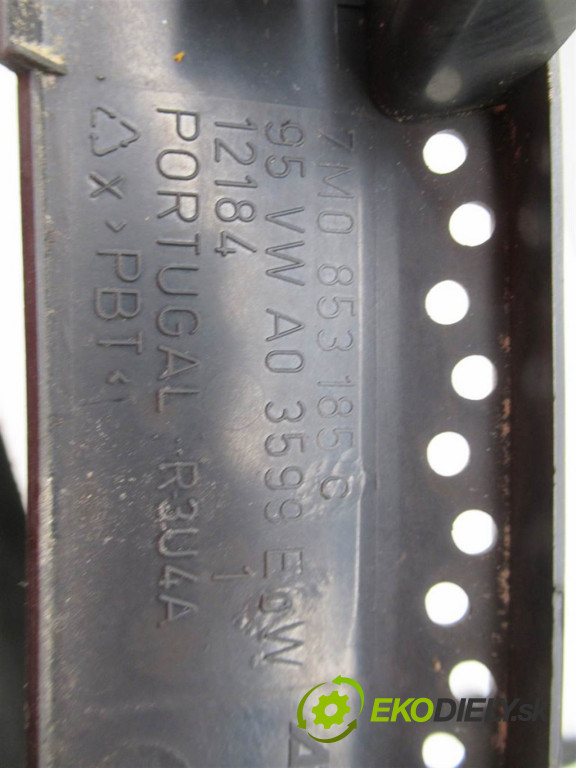 7M0 853 185 C
95 VW A0 3599 E6W
12184 1
PORTUGAL R3U4A
x >PBT<
A
EKODIELY.sk